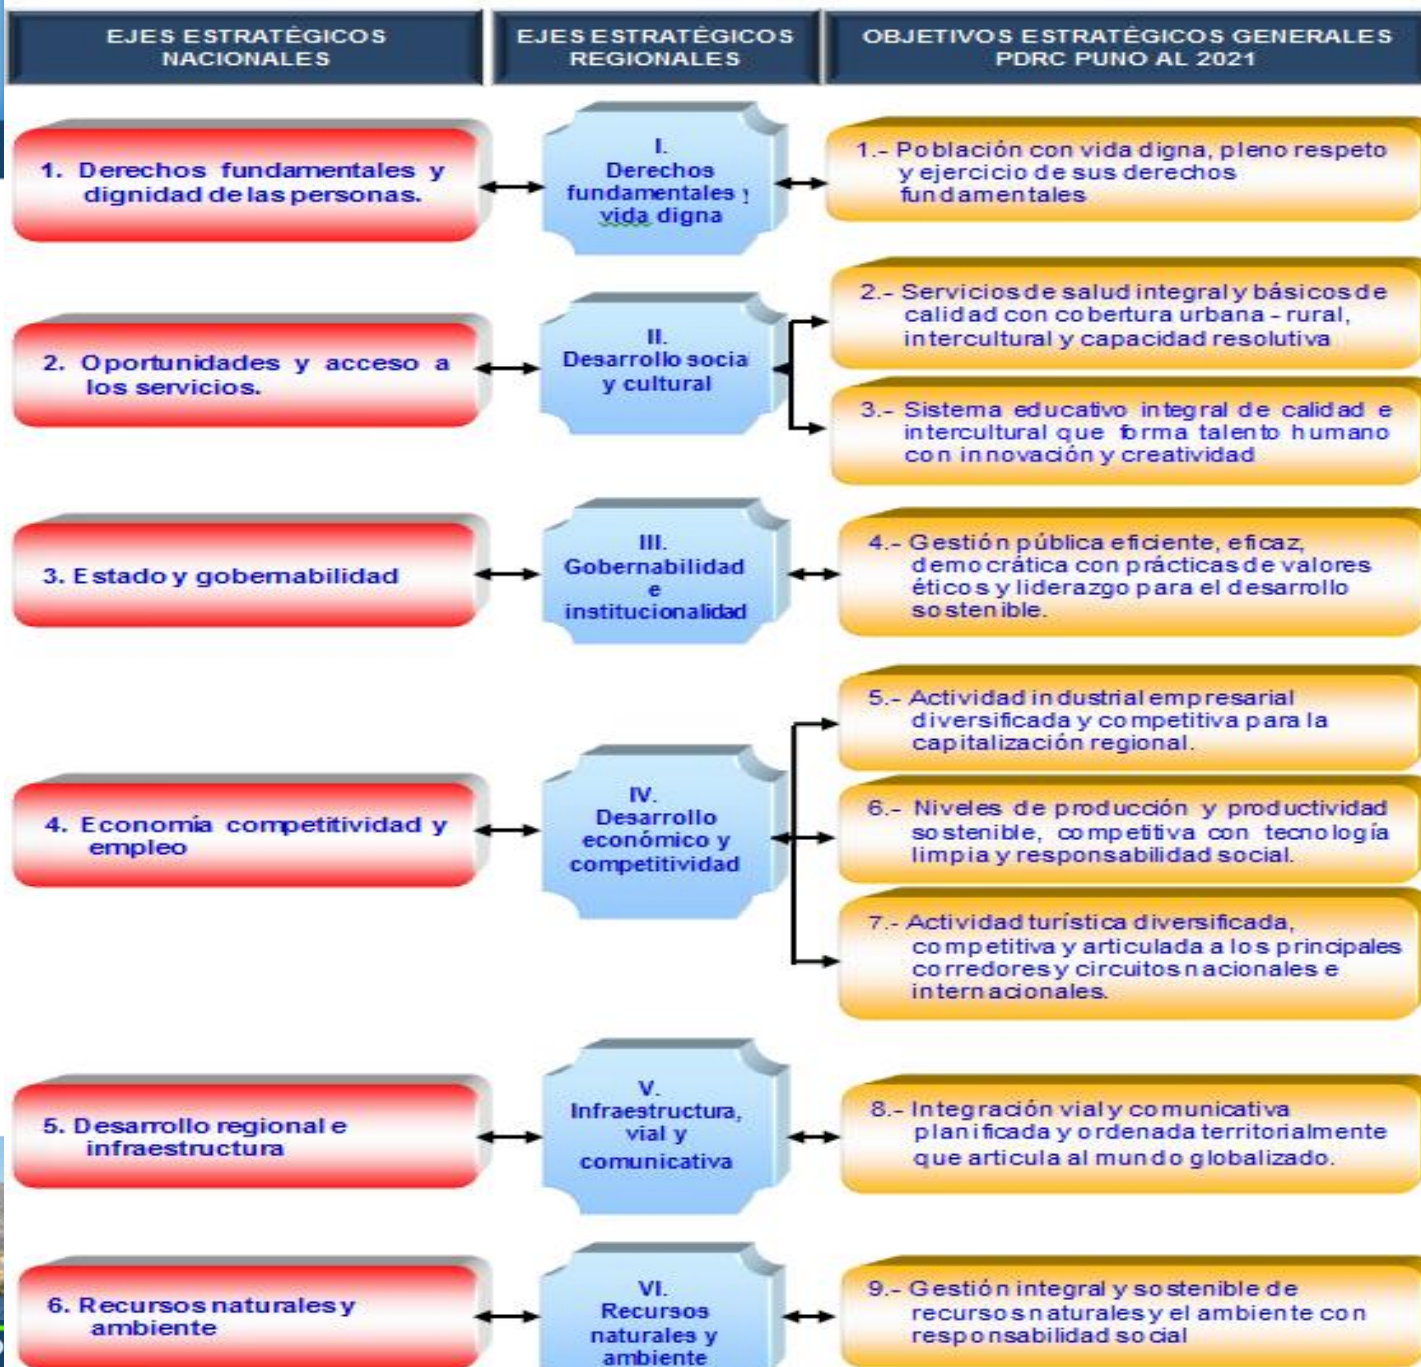 EJES ESTRATÉGICOS
NACIONALES
EJES ESTRATÉGICOS
REGIONALES
OBJETIVOS ESTRATÉGICOS GENERALES
PDRC PUNO AL 2021
1. Derechos fundamentales y
dignidad de las personas.
I.
Derechos
fundamentales y
vida digna
1.- Población con vida digna, pleno respeto
y ejercicio de sus derechos
fundamentales
2. Oportunidades y acceso a
los servicios.
II.
Desarrollo socia
y cultural
2.- Servicios de salud integral y básicos de
calidad con cobertura urbana - rural,
intercultural y capacidad resolutiva
3.- Sistema educativo integral de calidad e
intercultural que forma talento humano
con innovación y creatividad
3. Estado y gobernabilidad
III.
Gobernabilidad
e
institucionalidad
4.- Gestión pública eficiente, eficaz,
democrática con prácticas de valores
éticos y liderazgo para el desarrollo
sostenible.
4. Economía competitividad y
empleo
IV.
Desarrollo
económico y
competitividad
5.- Actividad industrial empresarial
diversificada y competitiva para la
capitalización regional.
6.- Niveles de producción y productividad
sostenible, competitiva con tecnología
limpia y responsabilidad social.
7.- Actividad turística diversificada,
competitiva y articulada a los principales
corredores y circuitos nacionales e
internacionales.
5. Desarrollo regional e
infraestructura
V.
Infraestructura,
vial y
comunicativa
8.- Integración vial y comunicativa
planificada y ordenada territorialmente
que articula al mundo globalizado.
6. Recursos naturales y
ambiente
VI.
Recursos
naturales y
ambiente
9.- Gestión integral y sostenible de
recursos naturales y el ambiente con
responsabilidad social